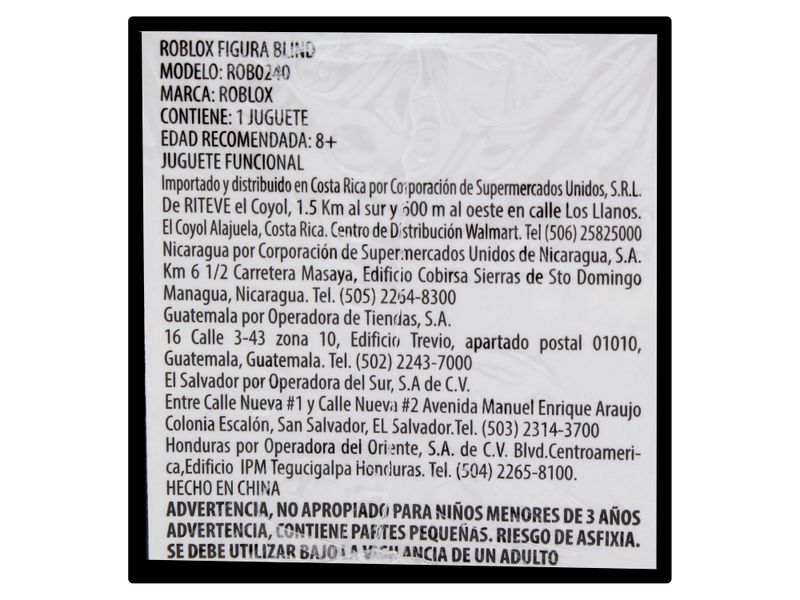 ROBLOX FIGURA BLIND
MODELO: ROB0240
MARCA: ROBLOX
CONTIENE: 1 JUGUETE
EDAD RECOMENDADA: 8+
JUGUETE FUNCIONAL
Importado y distribuido en Costa Rica por Corporación de Supermercados Unidos, S.R.L.
De RITEVE el Coyol, 1.5 Km al sur y 600 m al oeste en calle Los Llanos.
El Coyol Alajuela, Costa Rica. Centro de Distribución Walmart. Tel (506) 25825000
Nicaragua por Corporación de Supermercados Unidos de Nicaragua, S.A.
Km 6 1/2 Carretera Masaya, Edificio Cobirsa Sierras de Sto Domingo
Managua, Nicaragua. Tel. (505) 2264-8300
Guatemala por Operadora de Tiendas, S.A.
16 Calle 3-43 zona 10, Edificio Trevio, apartado postal 01010,
Guatemala, Guatemala. Tel. (502) 2243-7000
El Salvador por Operadora del Sur, S.A de C.V.
Entre Calle Nueva #1 y Calle Nueva #2 Avenida Manuel Enrique Araujo
Colonia Escalón, San Salvador, EL Salvador.Tel. (503) 2314-3700
Honduras por Operadora del Oriente, S.A. de C.V. Blvd.Centroameri-
ca,Edificio IPM Tegucigalpa Honduras. Tel. (504) 2265-8100.
HECHO EN CHINA
ADVERTENCIA, NO APROPIADO PARA NIÑOS MENORES DE 3 AÑOS
ADVERTENCIA, CONTIENE PARTES PEQUEÑAS. RIESGO DE ASFIXIA.
SE DEBE UTILIZAR BAJO LA VIGILANCIA DE UN ADULTO